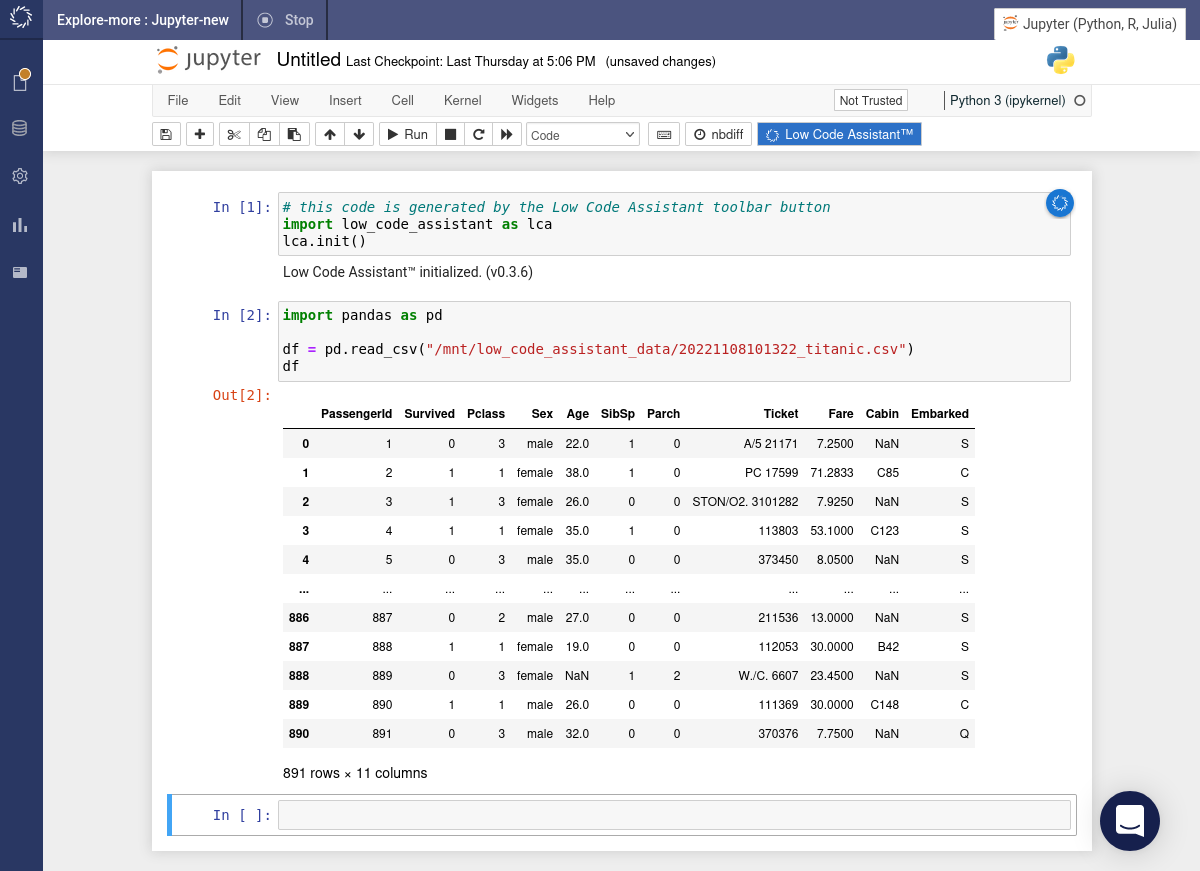 Explore-more : Jupyter-new Stop Jupyter (Python, R, Julia)
jupyter Untitled Last Checkpoint: Last Thursday at 5:06 PM (unsaved changes)
File Edit View Insert Cell Kernel Widgets Help Not Trusted Python 3 (ipykernel)
Run Code nbdiff Low Code Assistant™
In [1]: # this code is generated by the Low Code Assistant toolbar button
import low_code_assistant as lca
lca.init()
Low Code Assistant™ initialized. (v0.3.6)
In [2]: import pandas as pd
df = pd.read_csv("/mnt/low_code_assistant_data/20221108101322_titanic.csv")
df
Out[2]:
PassengerId Survived Pclass Sex Age SibSp Parch Ticket Fare Cabin Embarked
0 1 0 3 male 22.0 1 0 A/5 21171 7.2500 NaN S
1 2 1 1 female 38.0 1 0 PC 17599 71.2833 C85 C
2 3 1 3 female 26.0 0 0 STON/O2. 3101282 7.9250 NaN S
3 4 1 1 female 35.0 1 0 113803 53.1000 C123 S
4 5 0 3 male 35.0 0 0 373450 8.0500 NaN S
... ... ... ... ... ... ... ... ... ... ... ...
886 887 0 2 male 27.0 0 0 211536 13.0000 NaN S
887 888 1 1 female 19.0 0 0 112053 30.0000 B42 S
888 889 0 3 female NaN 1 2 W./C. 6607 23.4500 NaN S
889 890 1 1 male 26.0 0 0 111369 30.0000 C148 C
890 891 0 3 male 32.0 0 0 370376 7.7500 NaN Q
891 rows × 11 columns
In [ ]: